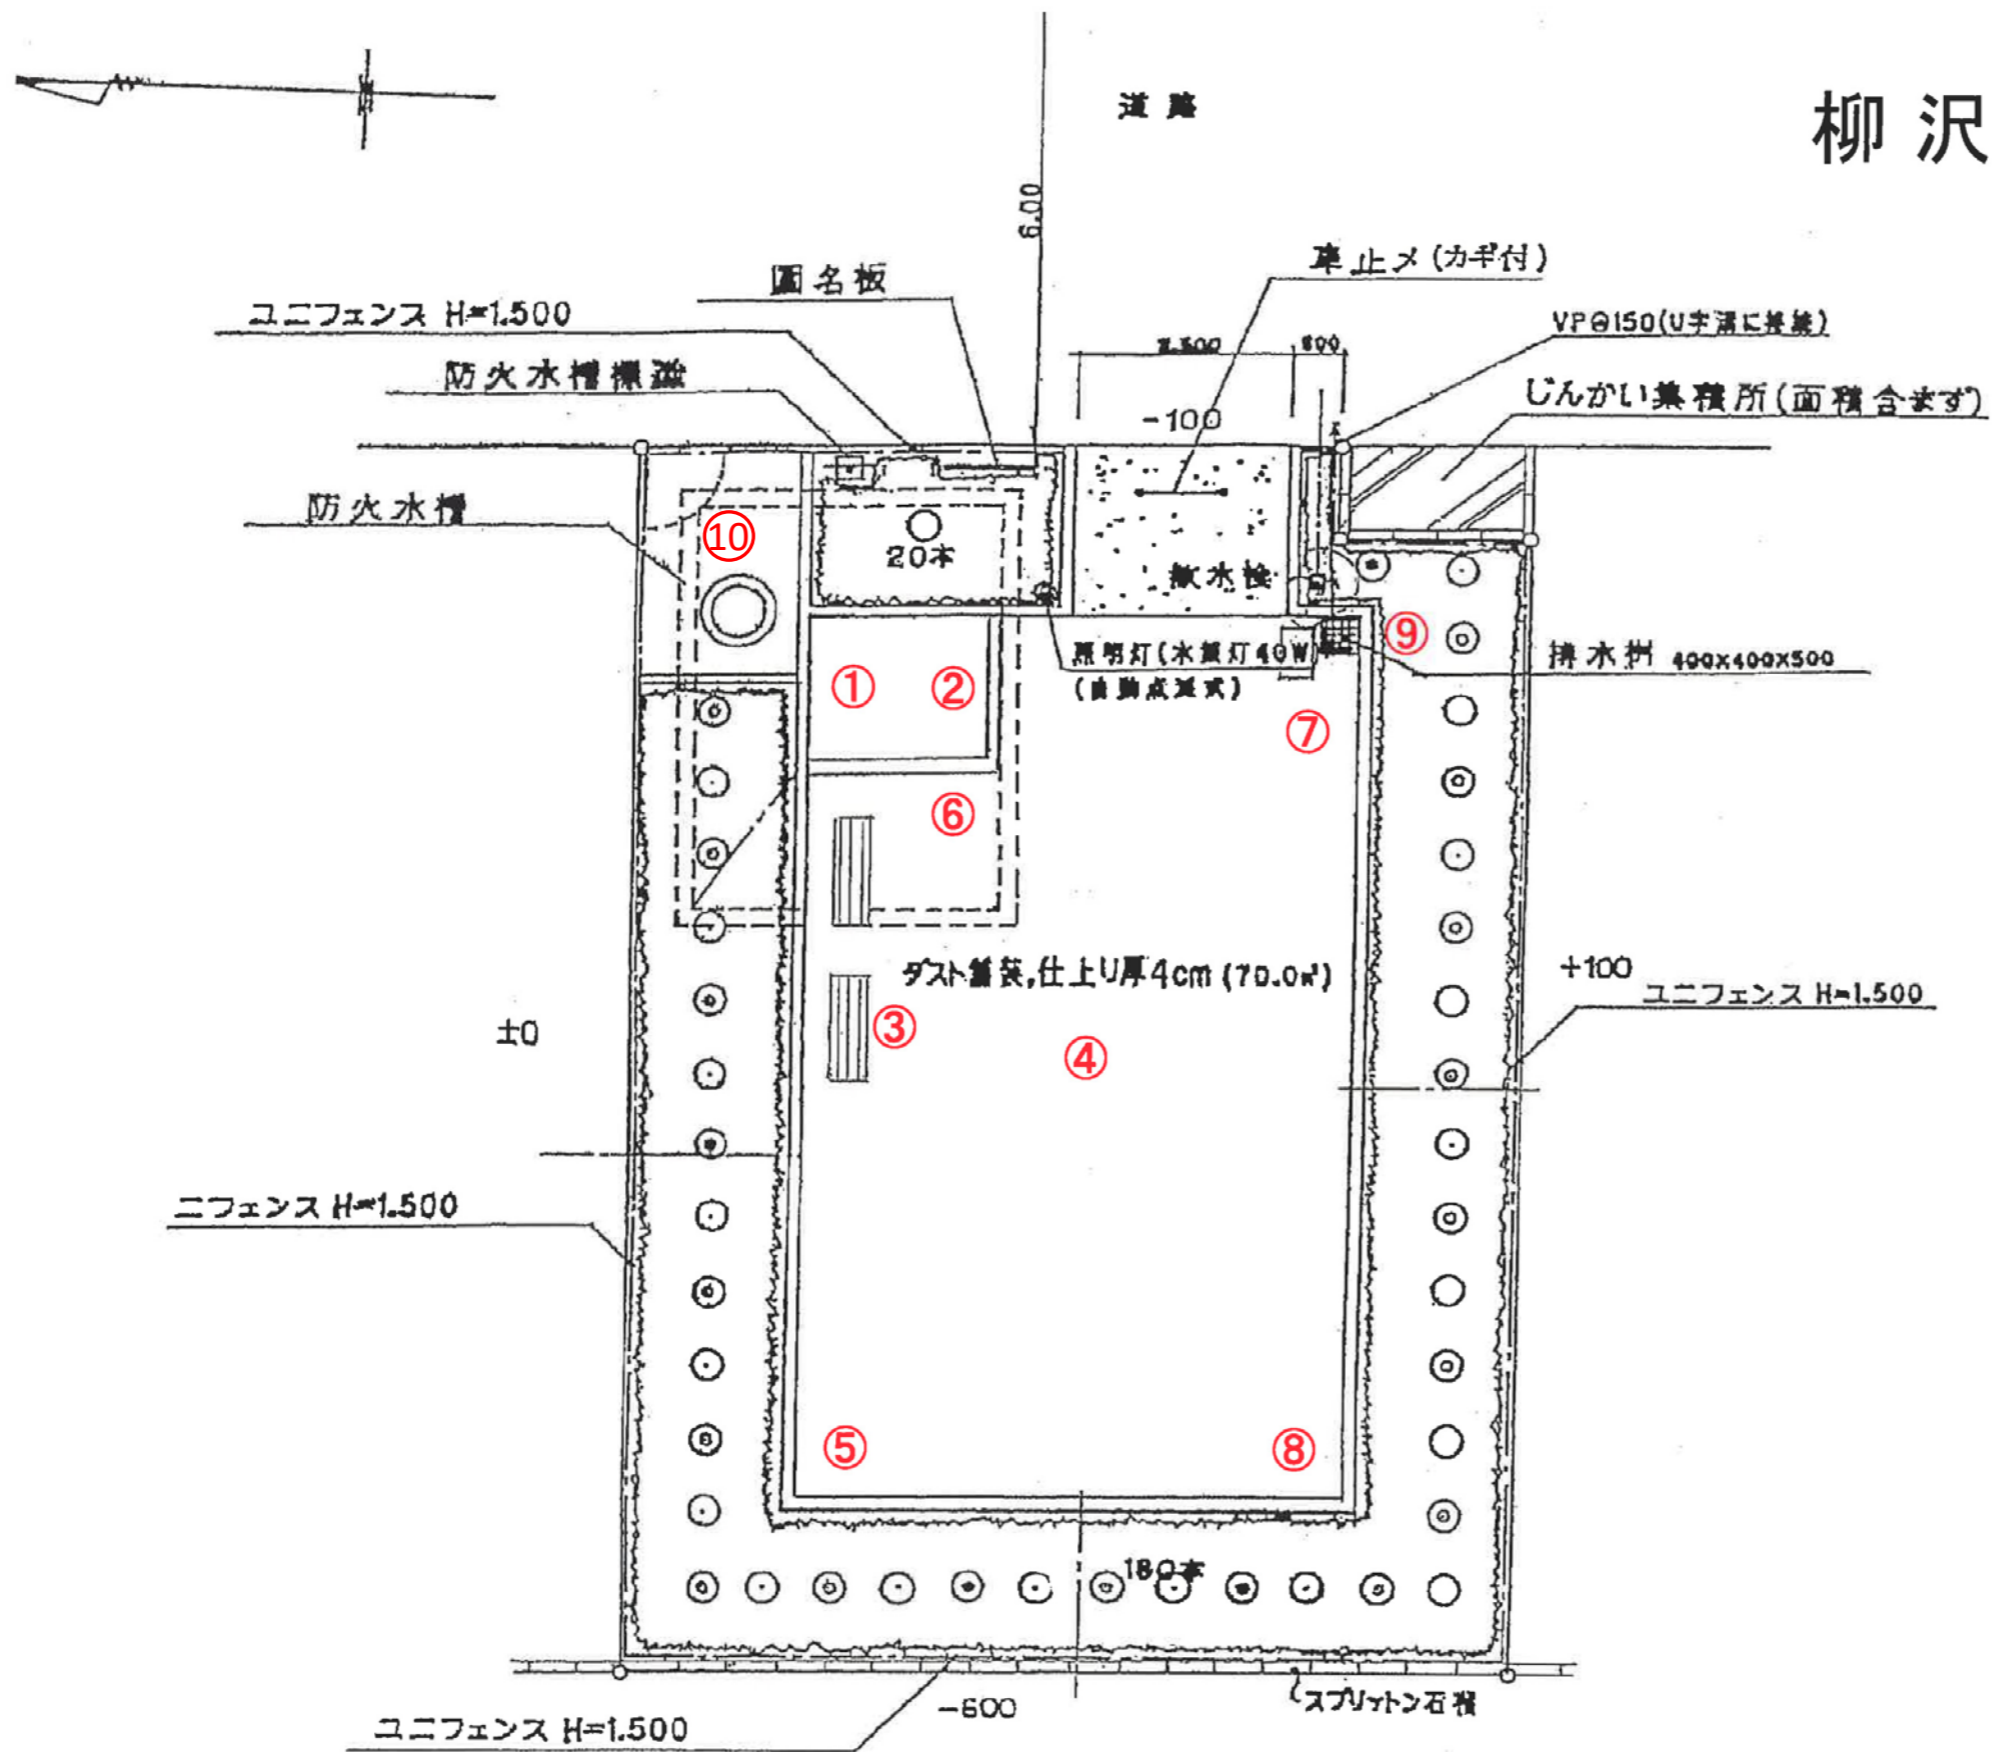 道路
柳沢
6.00
園名板
車止メ(カギ付)
ユニフェンス H=1.500
VPφ150(U字溝に接続)
2.500
600
防火水槽標識
じんかい集積所(面積含まず)
-100
防火水槽
⑩
20本
散水栓
⑨
照明灯(水銀灯40W)
(自動点滅式)
排水桝 400x400x500
①
②
⑦
⑥
ダスト舗装,仕上り厚4cm (70.0㎡)
+100
ユニフェンス H=1.500
③
±0
④
ニフェンス H=1.500
⑤
⑧
180本
スプリットン石積
-600
ユニフェンス H=1.500